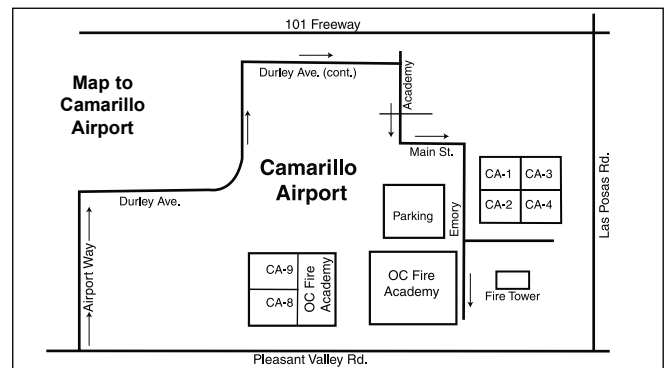 101 Freeway
Map to
Camarillo
Airport
Durley Ave. (cont.)
Academy
Main St.
Camarillo
Airport
CA-1
CA-3
CA-2
CA-4
Las Posas Rd.
Durley Ave.
Parking
Emory
Airport Way
CA-9
CA-8
OC Fire
Academy
OC Fire
Academy
Fire Tower
Pleasant Valley Rd.